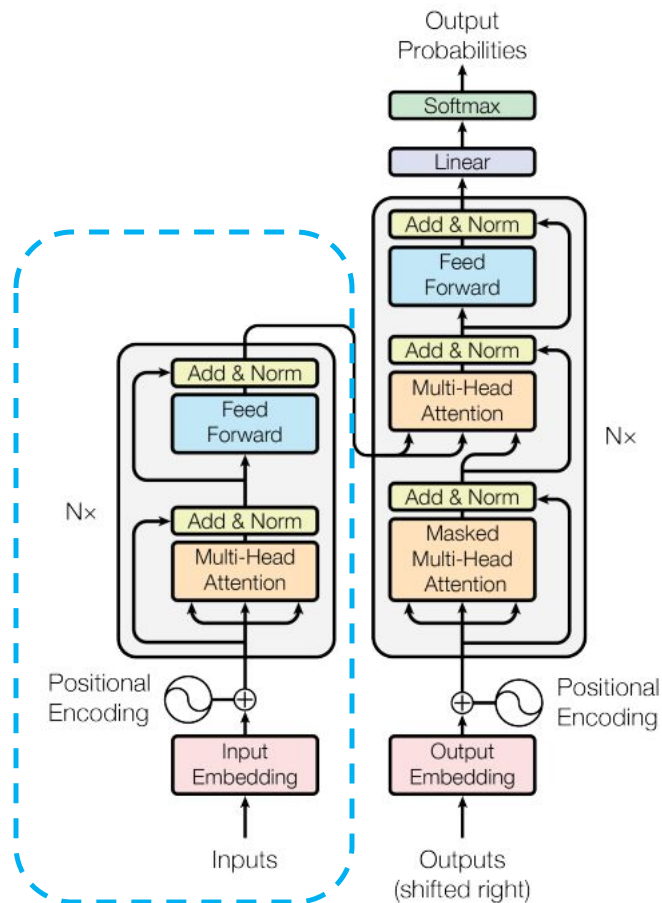 Output
Probabilities
Softmax
Linear
Add & Norm
Feed
Forward
Add & Norm
Multi-Head
Attention
Add & Norm
Masked
Multi-Head
Attention
N×
Add & Norm
Feed
Forward
Add & Norm
Multi-Head
Attention
N×
Positional
Encoding
Positional
Encoding
Input
Embedding
Output
Embedding
Inputs
Outputs
(shifted right)